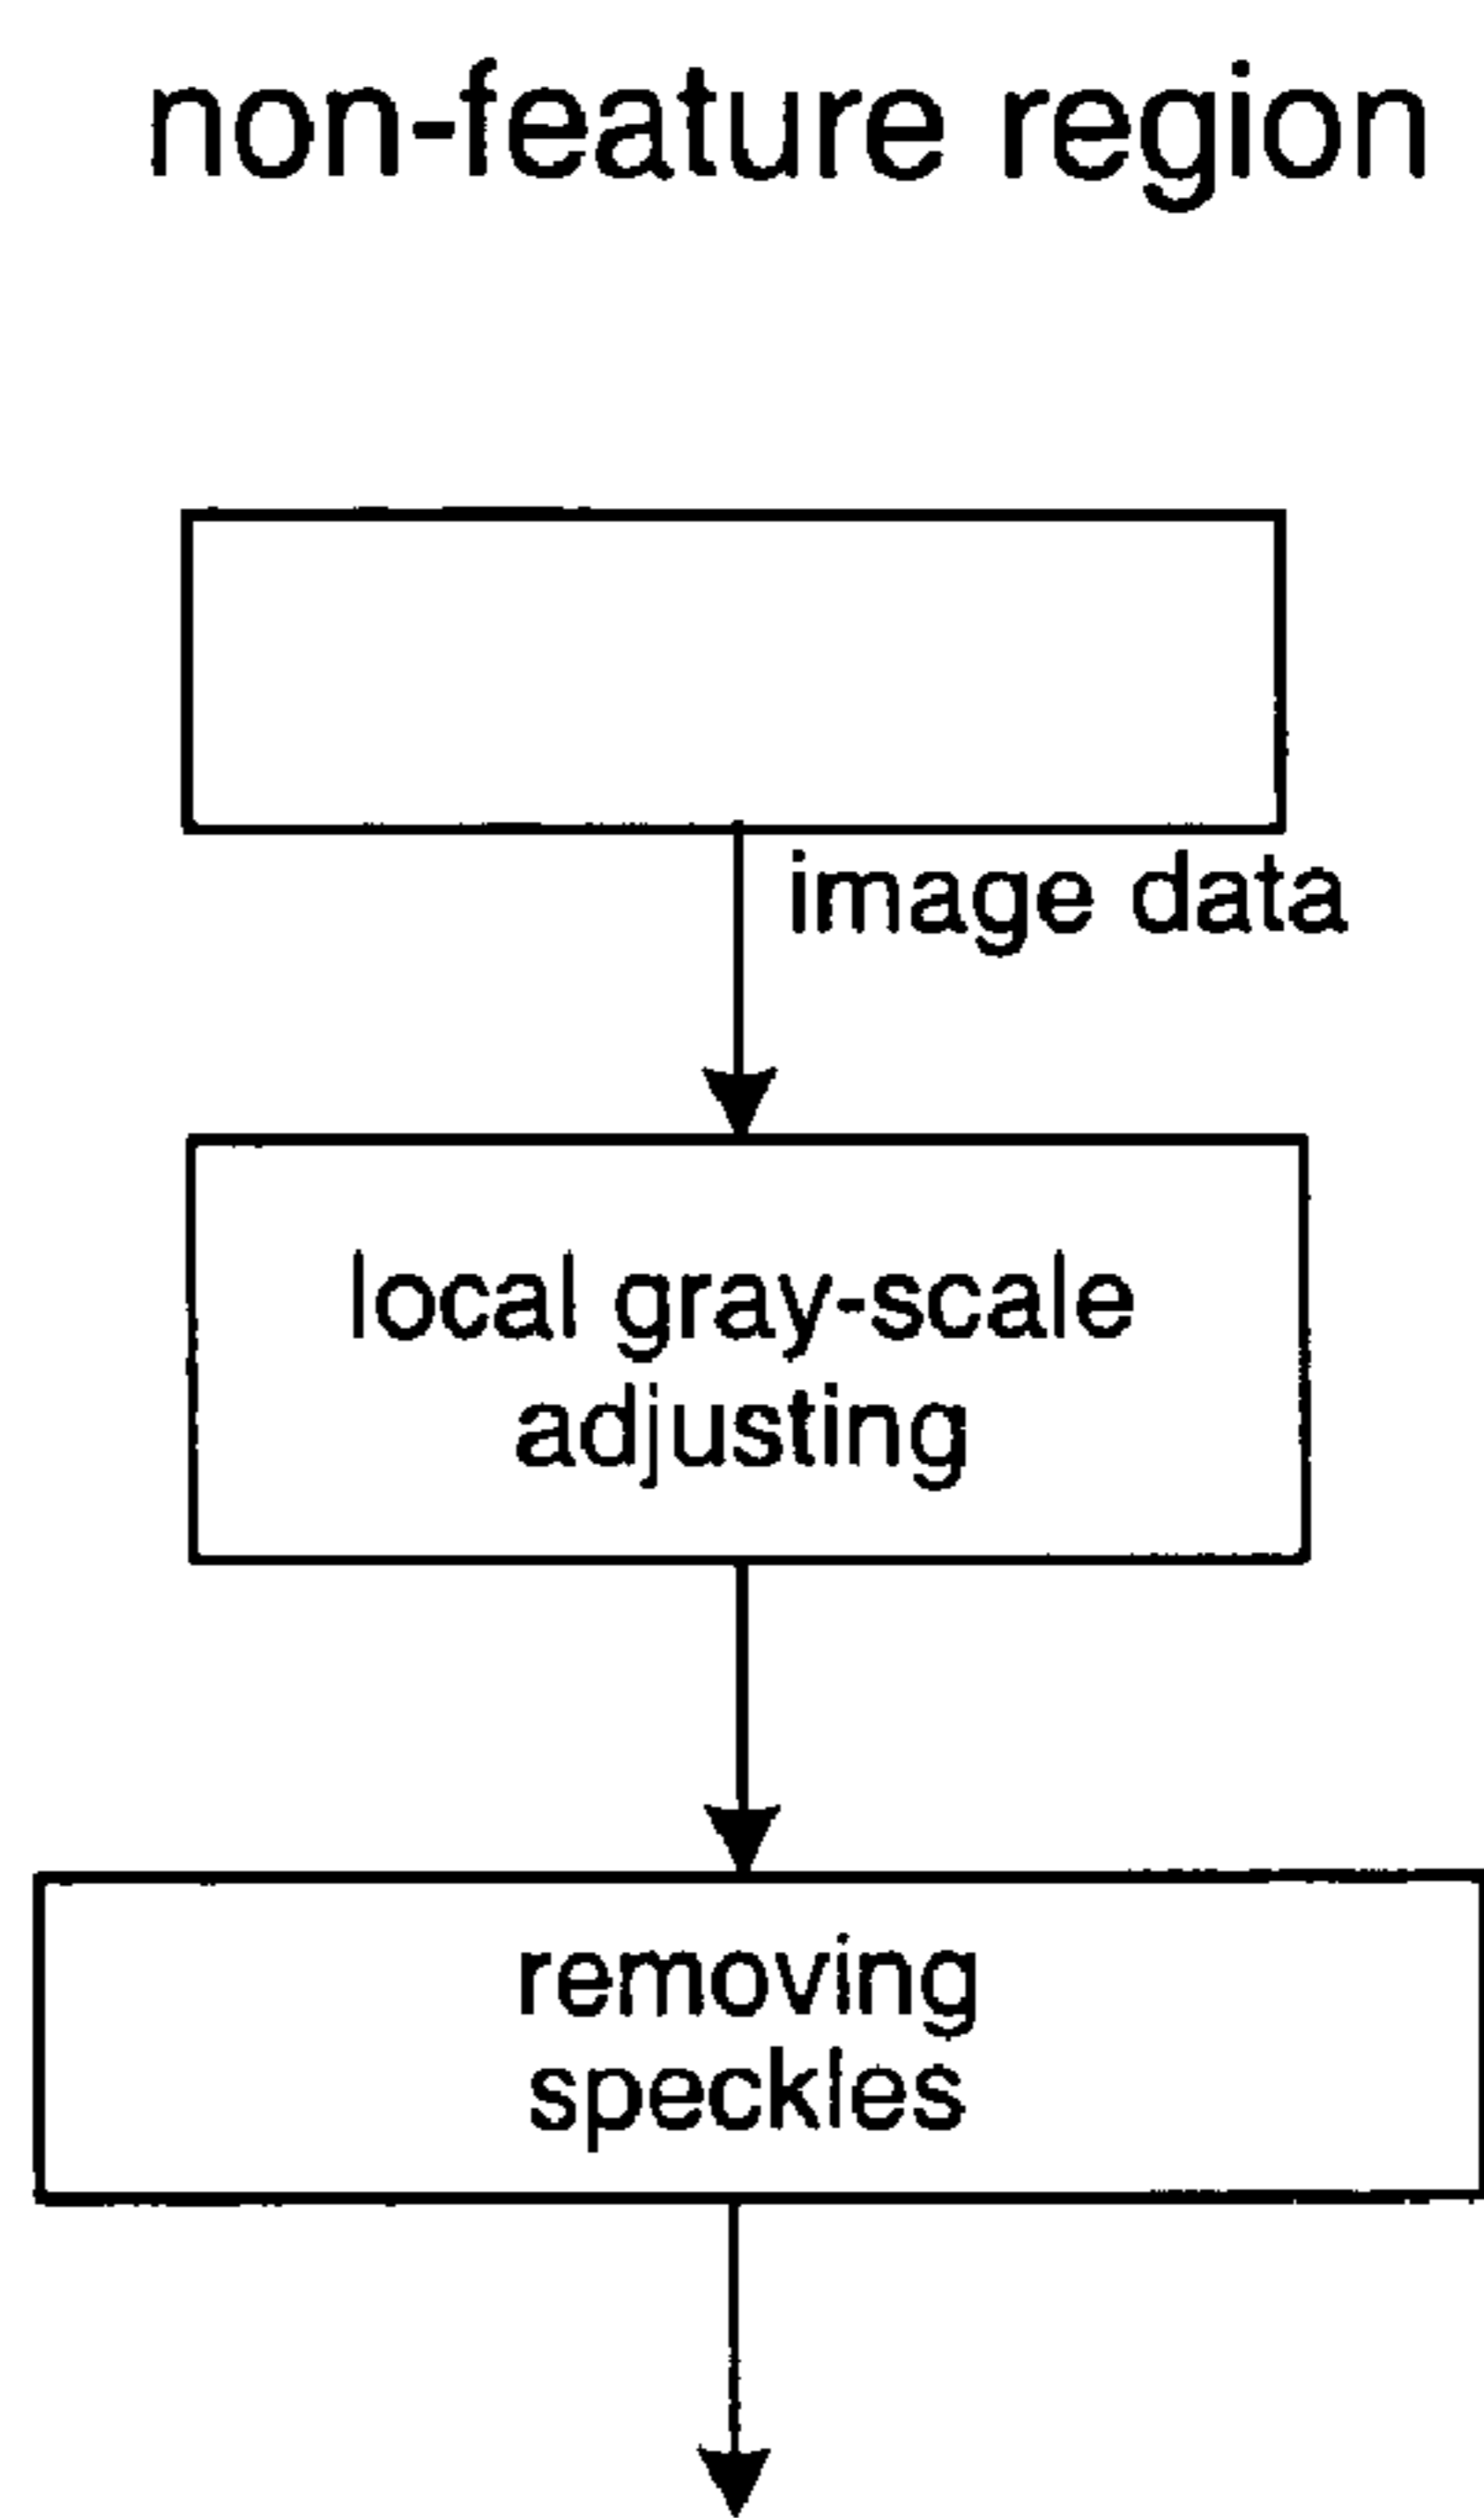 non-feature region
image data
local gray-scale
adjusting
removing
speckles